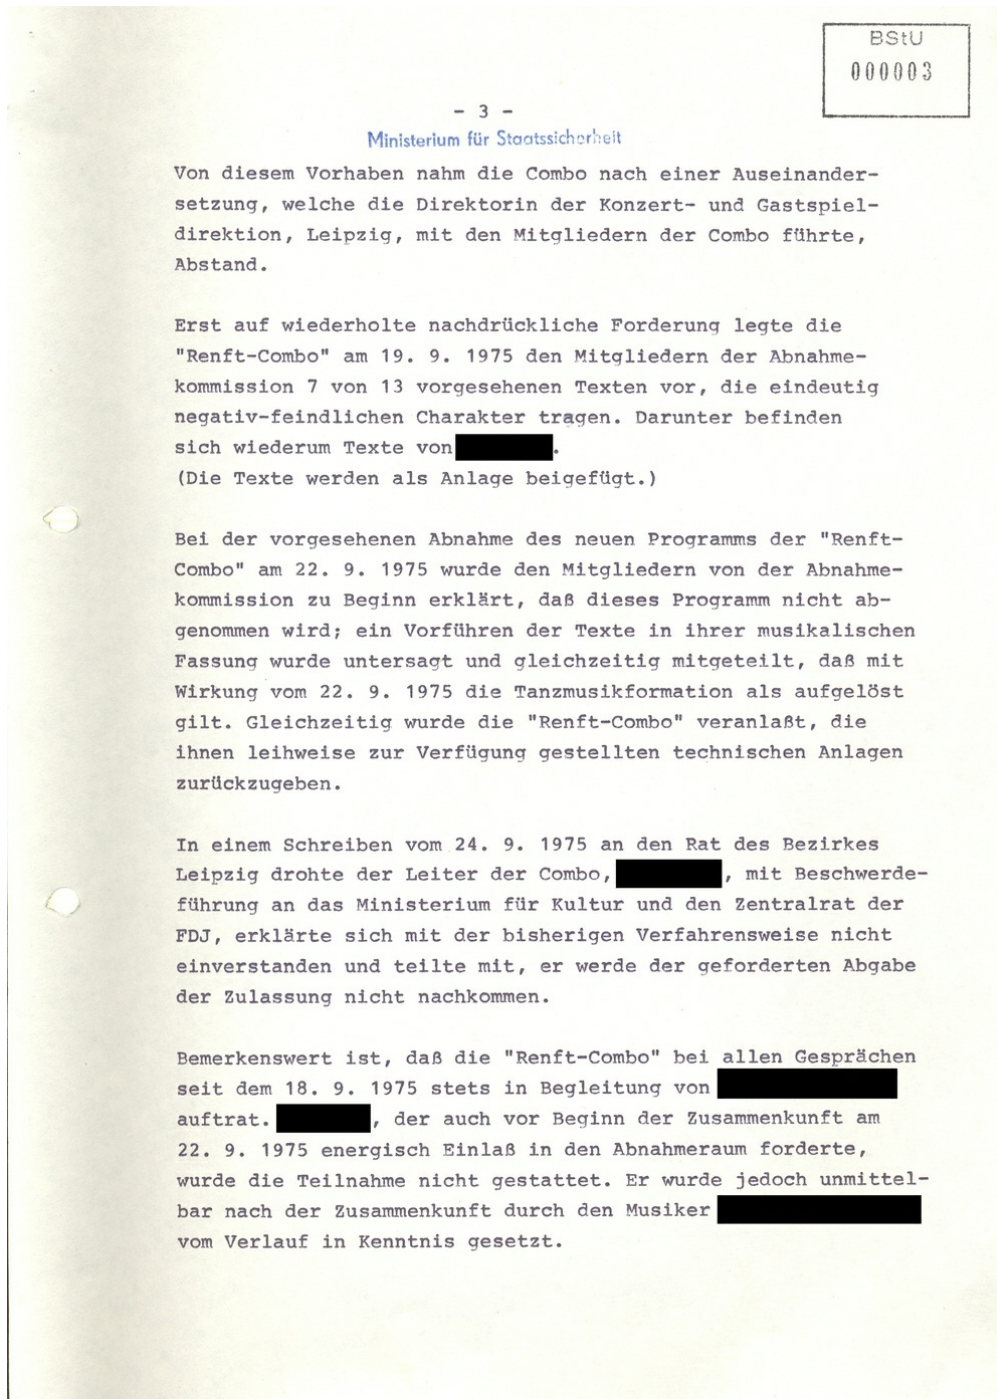 BStU
000003
- 3 -
Ministerium für Staatssicherheit
Von diesem Vorhaben nahm die Combo nach einer Auseinander-
setzung, welche die Direktorin der Konzert- und Gastspiel-
direktion, Leipzig, mit den Mitgliedern der Combo führte,
Abstand.
Erst auf wiederholte nachdrückliche Forderung legte die
"Renft-Combo" am 19. 9. 1975 den Mitgliedern der Abnahme-
kommission 7 von 13 vorgesehenen Texten vor, die eindeutig
negativ-feindlichen Charakter tragen. Darunter befinden
sich wiederum Texte von .
(Die Texte werden als Anlage beigefügt.)
Bei der vorgesehenen Abnahme des neuen Programms der "Renft-
Combo" am 22. 9. 1975 wurde den Mitgliedern von der Abnahme-
kommission zu Beginn erklärt, daß dieses Programm nicht ab-
genommen wird; ein Vorführen der Texte in ihrer musikalischen
Fassung wurde untersagt und gleichzeitig mitgeteilt, daß mit
Wirkung vom 22. 9. 1975 die Tanzmusikformation als aufgelöst
gilt. Gleichzeitig wurde die "Renft-Combo" veranlaßt, die
ihnen leihweise zur Verfügung gestellten technischen Anlagen
zurückzugeben.
In einem Schreiben vom 24. 9. 1975 an den Rat des Bezirkes
Leipzig drohte der Leiter der Combo, , mit Beschwerde-
führung an das Ministerium für Kultur und den Zentralrat der
FDJ, erklärte sich mit der bisherigen Verfahrensweise nicht
einverstanden und teilte mit, er werde der geforderten Abgabe
der Zulassung nicht nachkommen.
Bemerkenswert ist, daß die "Renft-Combo" bei allen Gesprächen
seit dem 18. 9. 1975 stets in Begleitung von
auftrat. , der auch vor Beginn der Zusammenkunft am
22. 9. 1975 energisch Einlaß in den Abnahmeraum forderte,
wurde die Teilnahme nicht gestattet. Er wurde jedoch unmittel-
bar nach der Zusammenkunft durch den Musiker
vom Verlauf in Kenntnis gesetzt.